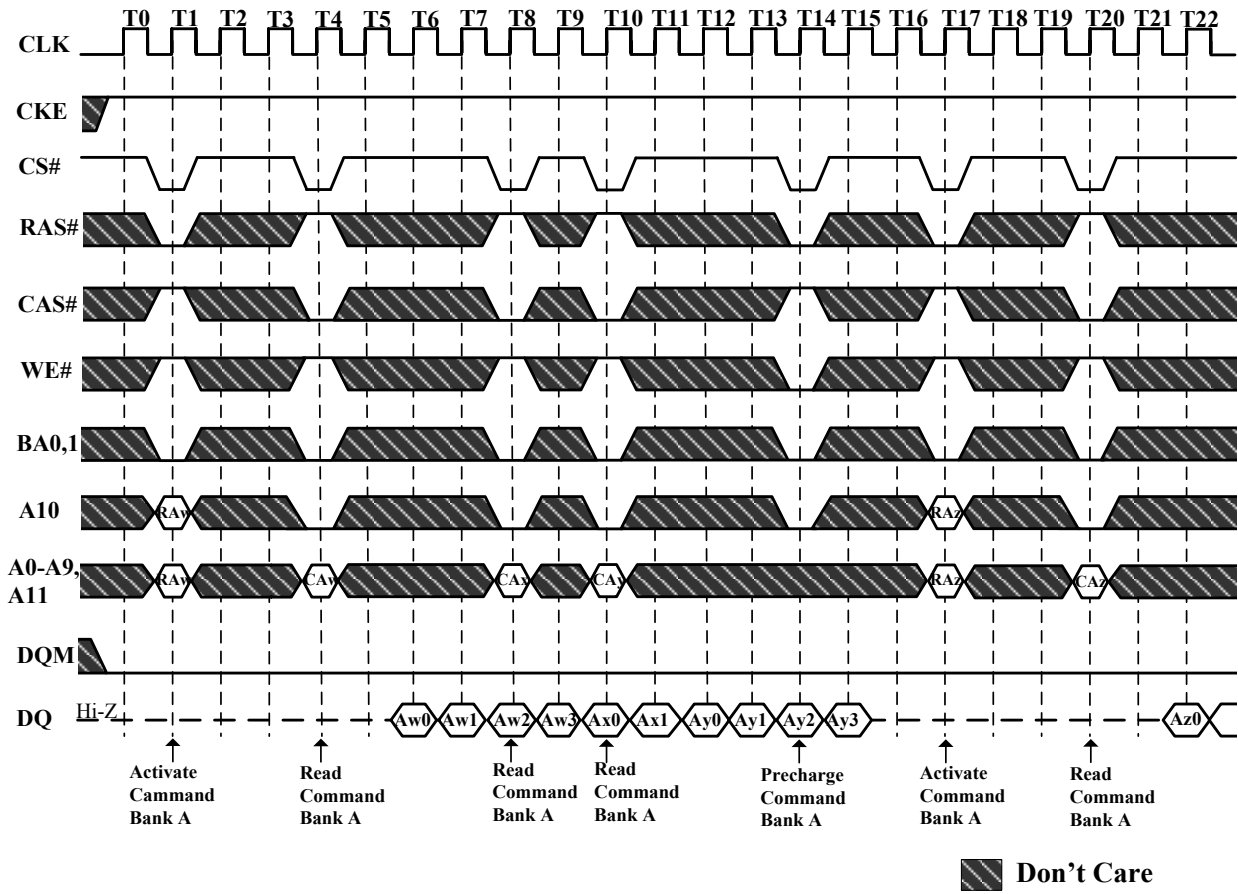 T0 T1 T2 T3 T4 T5 T6 T7 T8 T9 T10 T11 T12 T13 T14 T15 T16 T17 T18 T19 T20 T21 T22
CLK
CKE
CS#
RAS#
CAS#
WE#
BA0,1
A10 RAw RAz
A0-A9, RAw CAw CAx CAy RAz CAz
A11
DQM
DQ Hi-Z Aw0 Aw1 Aw2 Aw3 Ax0 Ax1 Ay0 Ay1 Ay2 Ay3 Az0
Activate
Cammand
Bank A
Read
Command
Bank A
Read
Command
Bank A
Read
Command
Bank A
Precharge
Command
Bank A
Activate
Command
Bank A
Read
Command
Bank A
Don't Care